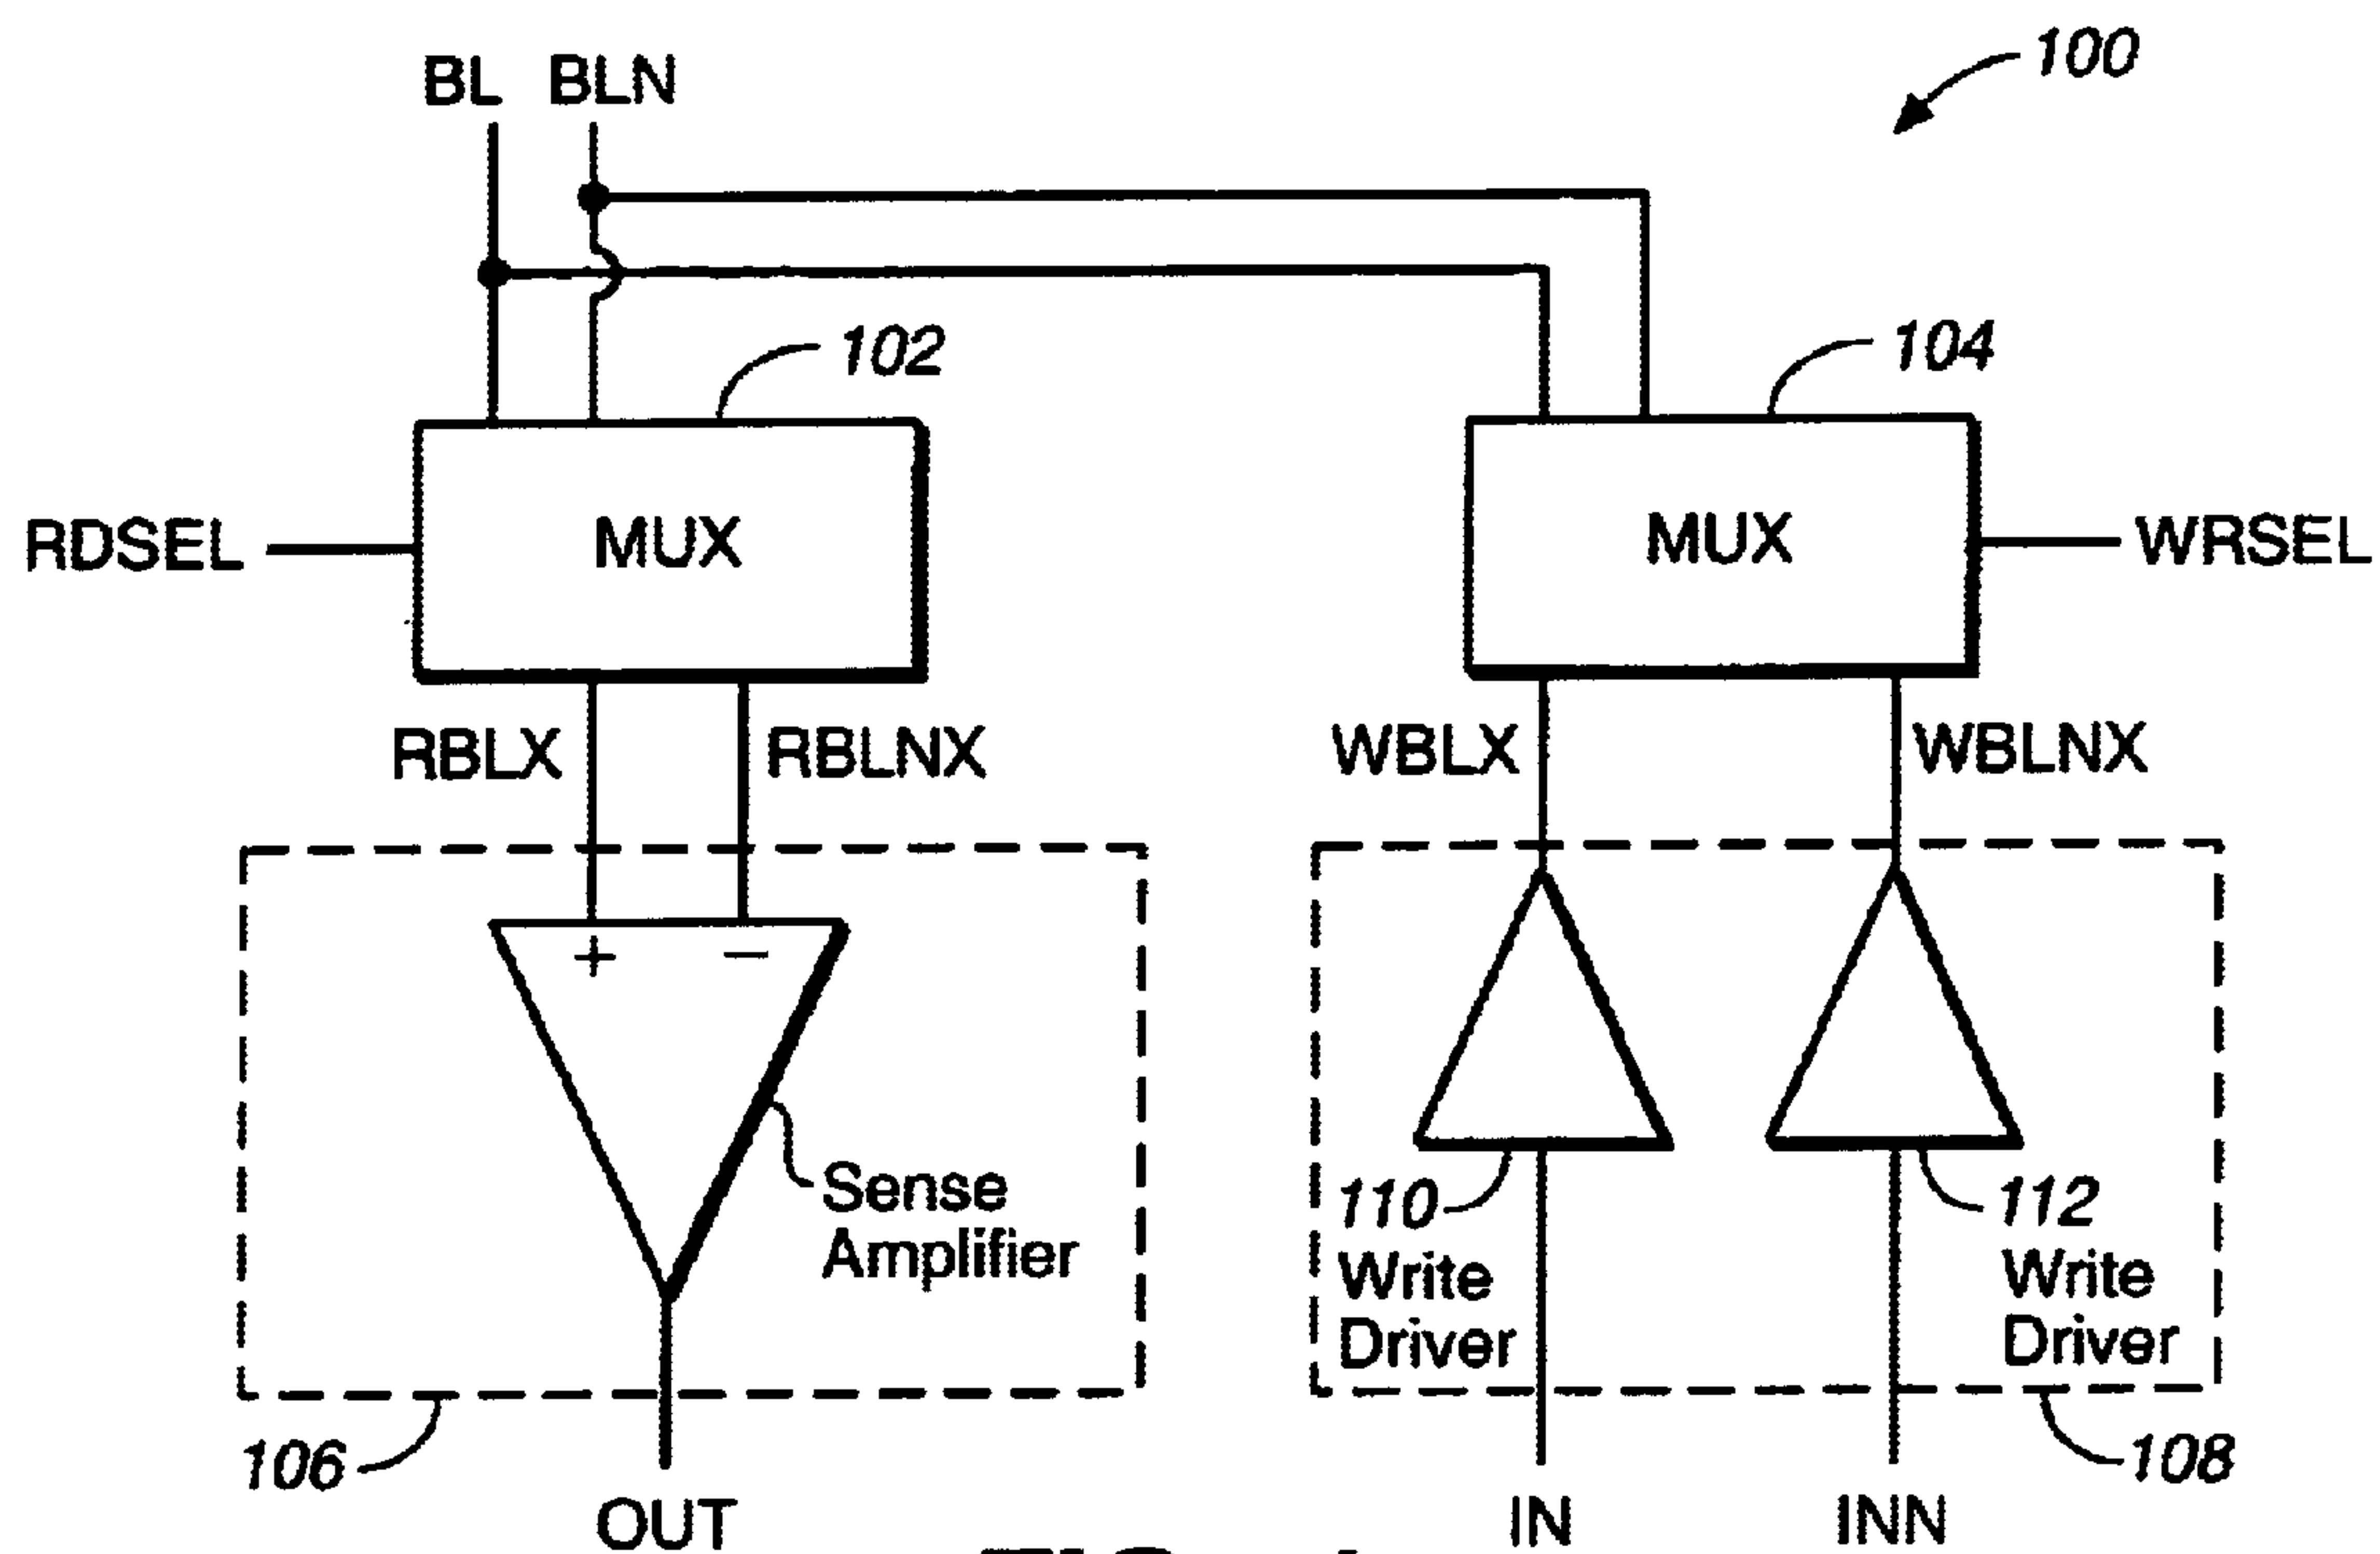 BL BLN
100
102
104
RDSEL
MUX
MUX
WRSEL
RBLX
RBLNX
WBLX
WBLNX
+ −
Sense
Amplifier
110
Write
Driver
112
Write
Driver
106
108
OUT
IN
INN